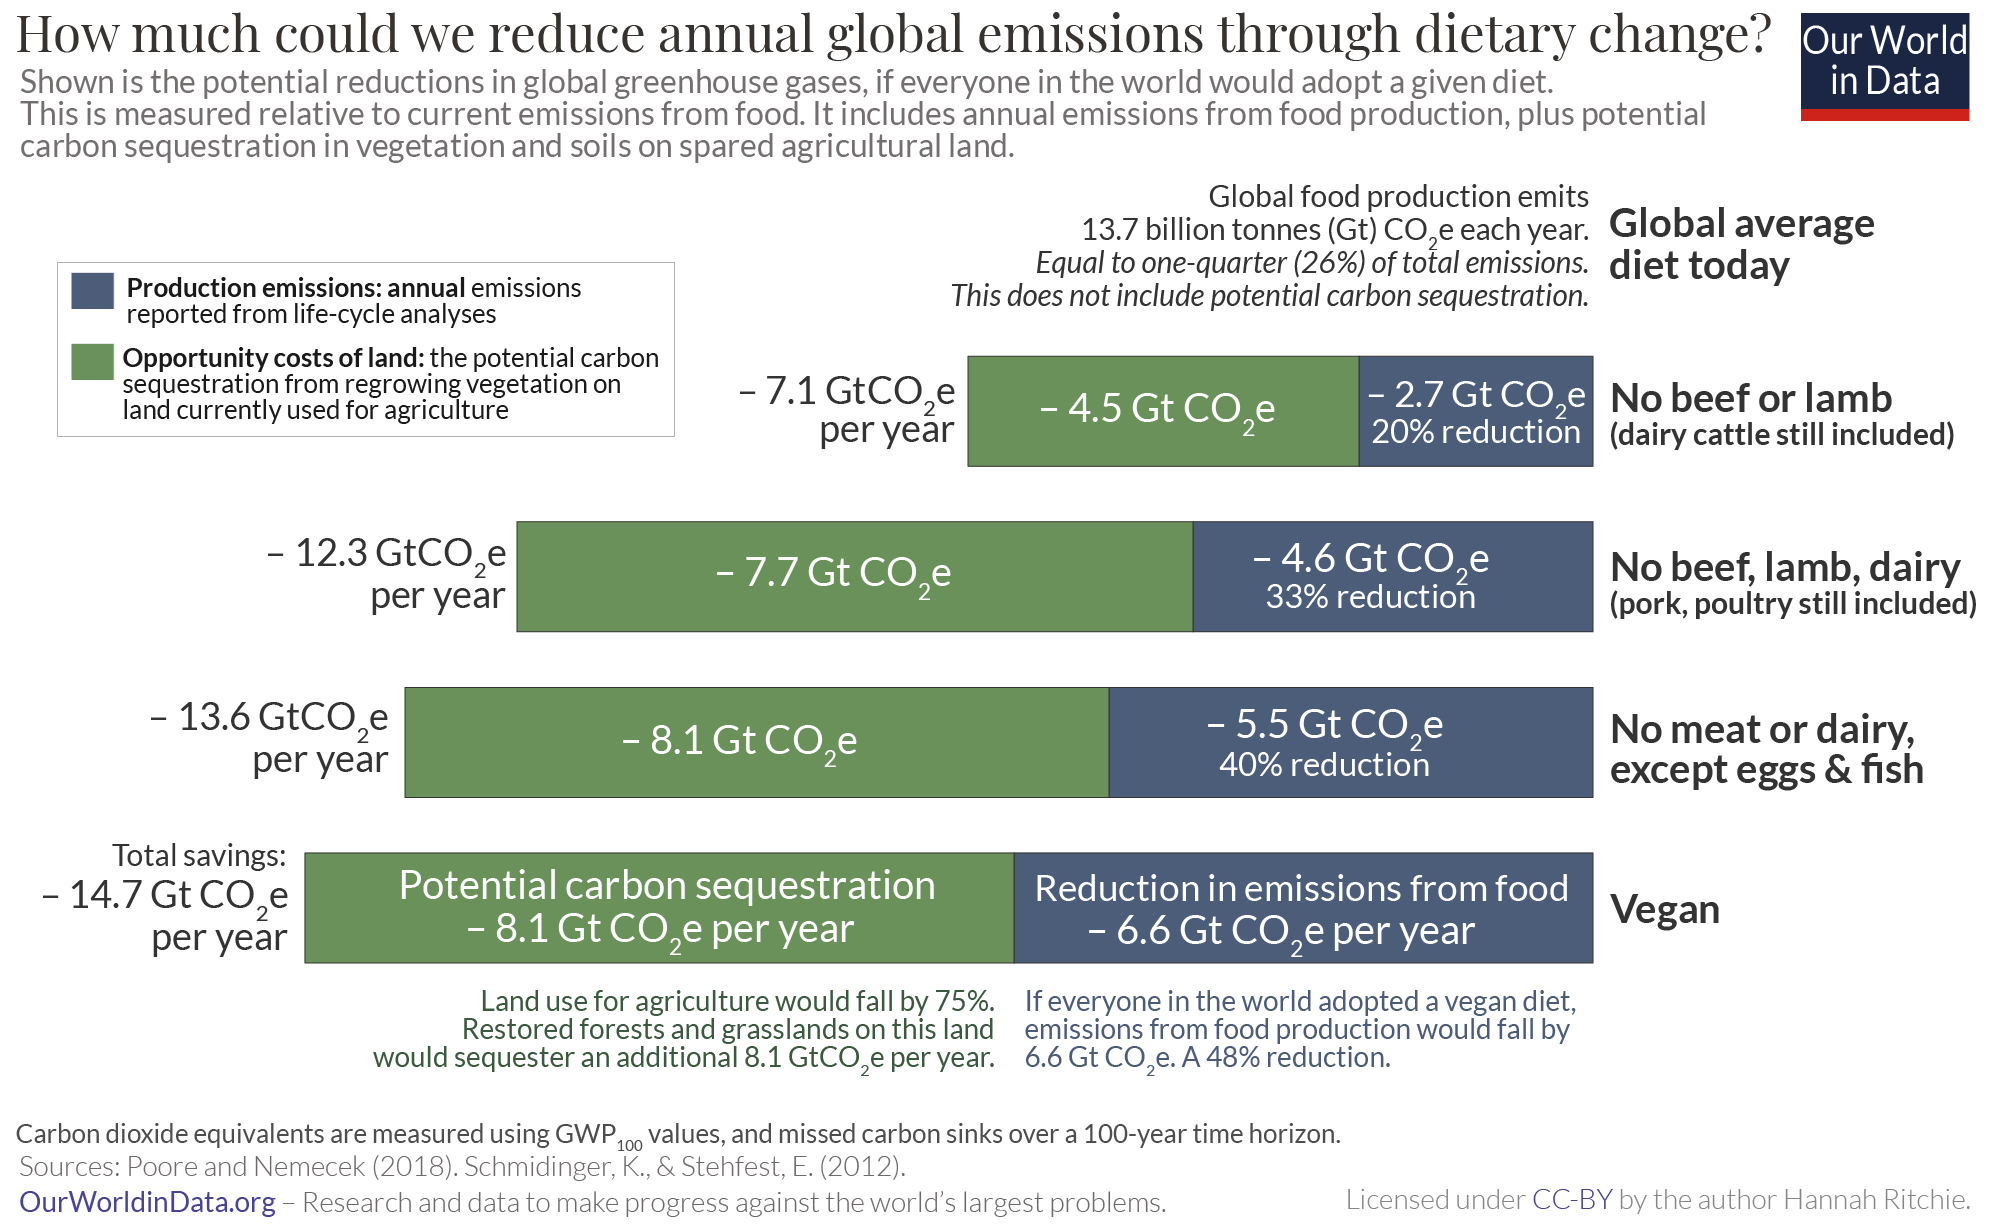 How much could we reduce annual global emissions through dietary change?
Our World
in Data
Shown is the potential reductions in global greenhouse gases, if everyone in the world would adopt a given diet.
This is measured relative to current emissions from food. It includes annual emissions from food production, plus potential
carbon sequestration in vegetation and soils on spared agricultural land.
Global food production emits
13.7 billion tonnes (Gt) CO₂e each year.
Equal to one-quarter (26%) of total emissions.
This does not include potential carbon sequestration.
Global average
diet today
Production emissions: annual emissions
reported from life-cycle analyses
Opportunity costs of land: the potential carbon
sequestration from regrowing vegetation on
land currently used for agriculture
– 7.1 GtCO₂e
per year
– 4.5 Gt CO₂e
– 2.7 Gt CO₂e
20% reduction
No beef or lamb
(dairy cattle still included)
– 12.3 GtCO₂e
per year
– 7.7 Gt CO₂e
– 4.6 Gt CO₂e
33% reduction
No beef, lamb, dairy
(pork, poultry still included)
– 13.6 GtCO₂e
per year
– 8.1 Gt CO₂e
– 5.5 Gt CO₂e
40% reduction
No meat or dairy,
except eggs & fish
Total savings:
– 14.7 Gt CO₂e
per year
Potential carbon sequestration
– 8.1 Gt CO₂e per year
Reduction in emissions from food
– 6.6 Gt CO₂e per year
Vegan
Land use for agriculture would fall by 75%.
Restored forests and grasslands on this land
would sequester an additional 8.1 GtCO₂e per year.
If everyone in the world adopted a vegan diet,
emissions from food production would fall by
6.6 Gt CO₂e. A 48% reduction.
Carbon dioxide equivalents are measured using GWP₁₀₀ values, and missed carbon sinks over a 100-year time horizon.
Sources: Poore and Nemecek (2018). Schmidinger, K., & Stehfest, E. (2012).
OurWorldinData.org – Research and data to make progress against the world's largest problems.
Licensed under CC-BY by the author Hannah Ritchie.